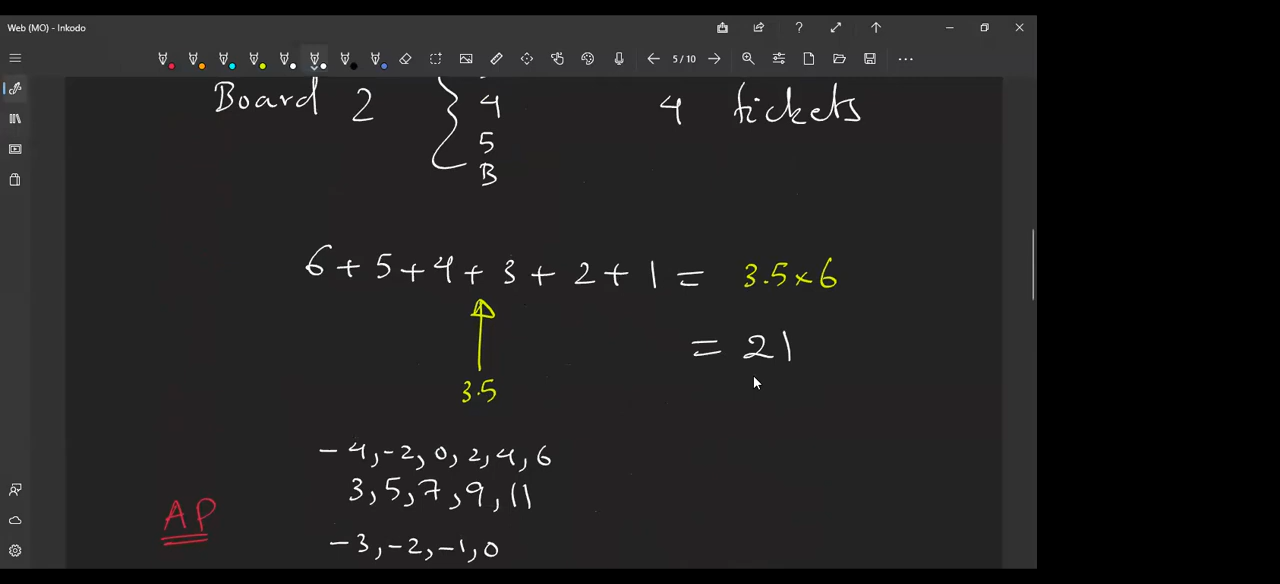 Web (MO) - Inkodo
5 / 10
Board 2
4
5
B
4 tickets
6 + 5 + 4 + 3 + 2 + 1 = 3.5 × 6
= 21
3.5
- 4, -2, 0, 2, 4, 6
3, 5, 7, 9, 11
AP
- 3, -2, -1, 0